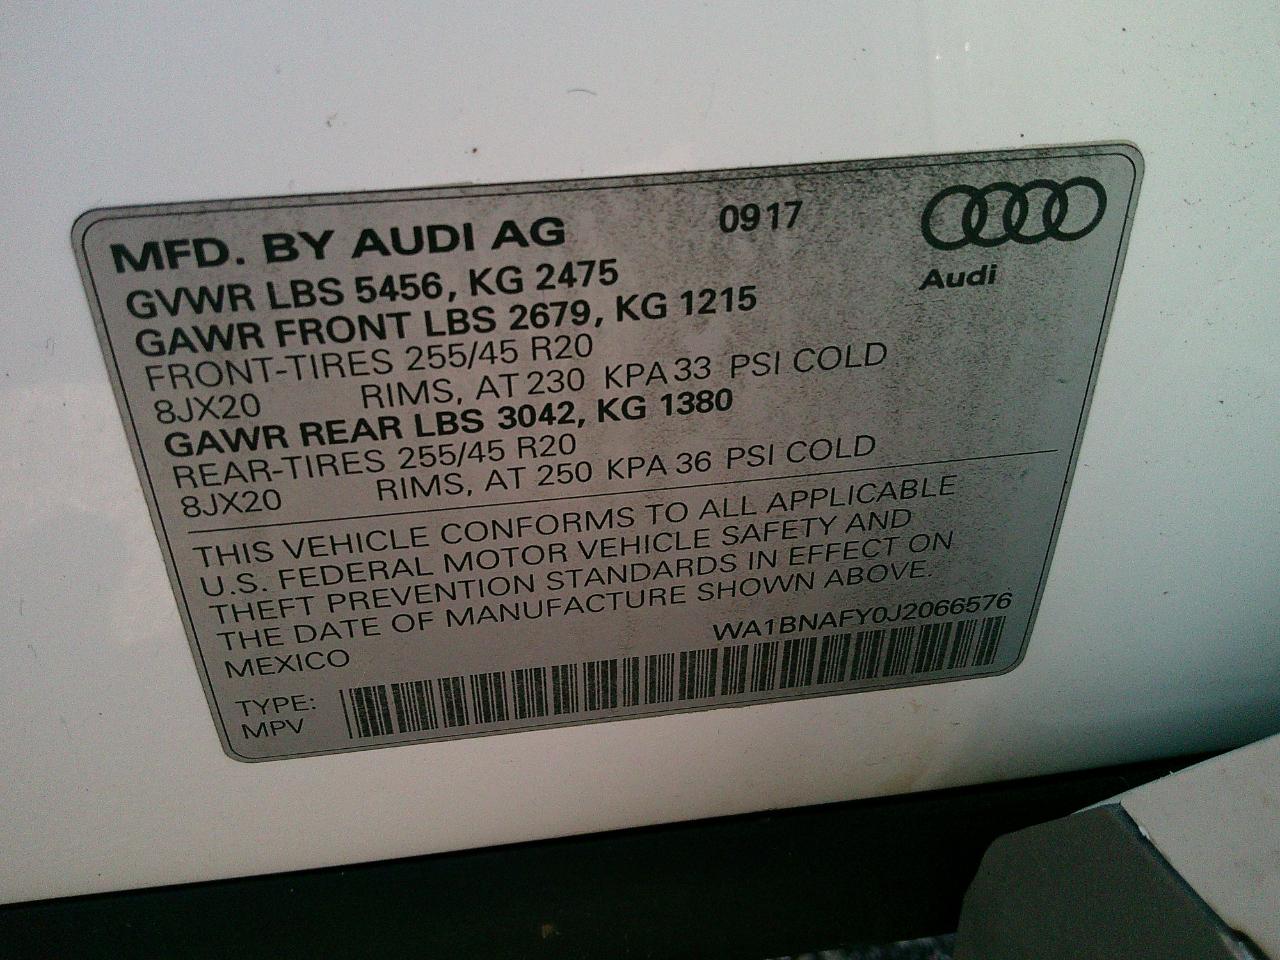 MFD. BY AUDI AG 0917
Audi
GVWR LBS 5456, KG 2475
GAWR FRONT LBS 2679, KG 1215
FRONT-TIRES 255/45 R20
8JX20 RIMS, AT 230 KPA 33 PSI COLD
GAWR REAR LBS 3042, KG 1380
REAR-TIRES 255/45 R20
8JX20 RIMS, AT 250 KPA 36 PSI COLD
THIS VEHICLE CONFORMS TO ALL APPLICABLE
U.S. FEDERAL MOTOR VEHICLE SAFETY AND
THEFT PREVENTION STANDARDS IN EFFECT ON
THE DATE OF MANUFACTURE SHOWN ABOVE.
MEXICO WA1BNAFY0J2066576
TYPE:
MPV